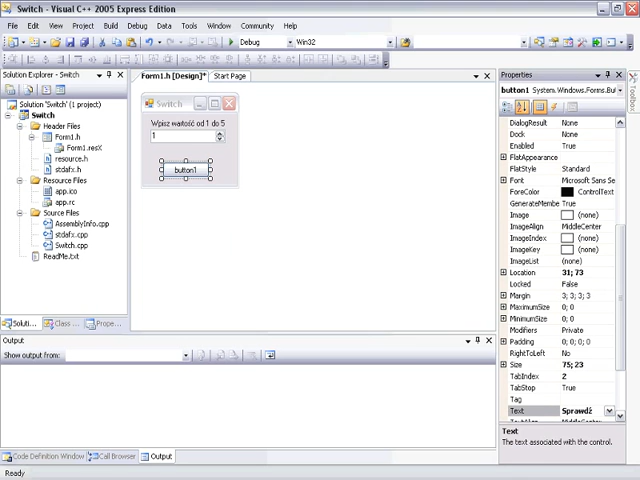 Switch - Visual C++ 2005 Express Edition
File Edit View Project Build Debug Data Tools Window Community Help
Debug Win32
Solution Explorer - Switch
Solution 'Switch' (1 project)
Switch
Header Files
Form1.h
Form1.resX
resource.h
stdafx.h
Resource Files
app.ico
app.rc
Source Files
AssemblyInfo.cpp
stdafx.cpp
Switch.cpp
ReadMe.txt
Soluti... Class ... Prope...
Form1.h [Design]* Start Page
Switch
Wpisz wartość od 1 do 5
1
button1
Properties
button1 System.Windows.Forms.Bu
DialogResult None
Dock None
Enabled True
FlatAppearance
FlatStyle Standard
Font Microsoft Sans Se
ForeColor ControlText
GenerateMembe True
Image (none)
ImageAlign MiddleCenter
ImageIndex (none)
ImageKey (none)
ImageList (none)
Location 31; 73
Locked False
Margin 3; 3; 3; 3
MaximumSize 0; 0
MinimumSize 0; 0
Modifiers Private
Padding 0; 0; 0; 0
RightToLeft No
Size 75; 23
TabIndex 2
TabStop True
Tag
Text Sprawdź
TextAlign MiddleCenter
Text
The text associated with the control.
Toolbox
Output
Show output from:
Code Definition Window Call Browser Output
Ready